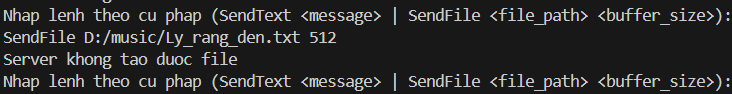 Nhap lenh theo cu phap (SendText <message> | SendFile <file_path> <buffer_size>):
SendFile D:/music/Ly_rang_den.txt 512
Server khong tao duoc file
Nhap lenh theo cu phap (SendText <message> | SendFile <file_path> <buffer_size>):